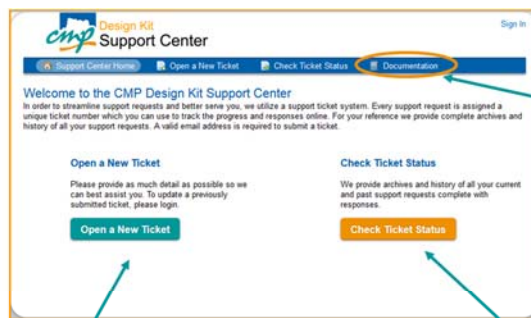 cmp Design Kit
Support Center
Sign In
Support Center Home Open a New Ticket Check Ticket Status Documentation
Welcome to the CMP Design Kit Support Center
In order to streamline support requests and better serve you, we utilize a support ticket system. Every support request is assigned a
unique ticket number which you can use to track the progress and responses online. For your reference we provide complete archives and
history of all your support requests. A valid email address is required to submit a ticket.
Open a New Ticket
Please provide as much detail as possible so we
can best assist you. To update a previously
submitted ticket, please login.
Open a New Ticket
Check Ticket Status
We provide archives and history of all your current
and past support requests complete with
responses.
Check Ticket Status